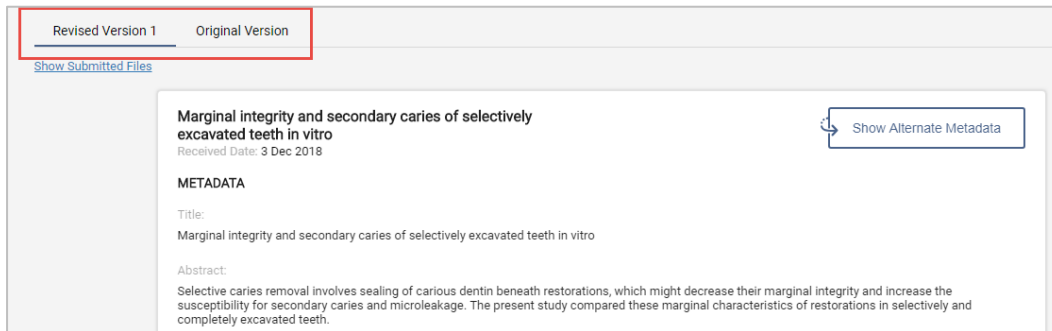 Revised Version 1 Original Version
Show Submitted Files
Marginal integrity and secondary caries of selectively
excavated teeth in vitro
Show Alternate Metadata
Received Date: 3 Dec 2018
METADATA
Title:
Marginal integrity and secondary caries of selectively excavated teeth in vitro
Abstract:
Selective caries removal involves sealing of carious dentin beneath restorations, which might decrease their marginal integrity and increase the
susceptibility for secondary caries and microleakage. The present study compared these marginal characteristics of restorations in selectively and
completely excavated teeth.